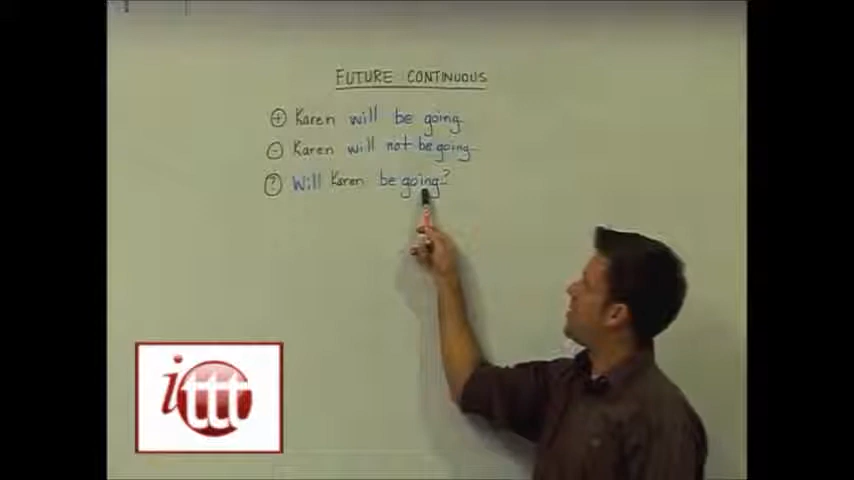 FUTURE CONTINUOUS
+ Karen will be going
- Karen will not be going
? Will Karen be going?
ittt